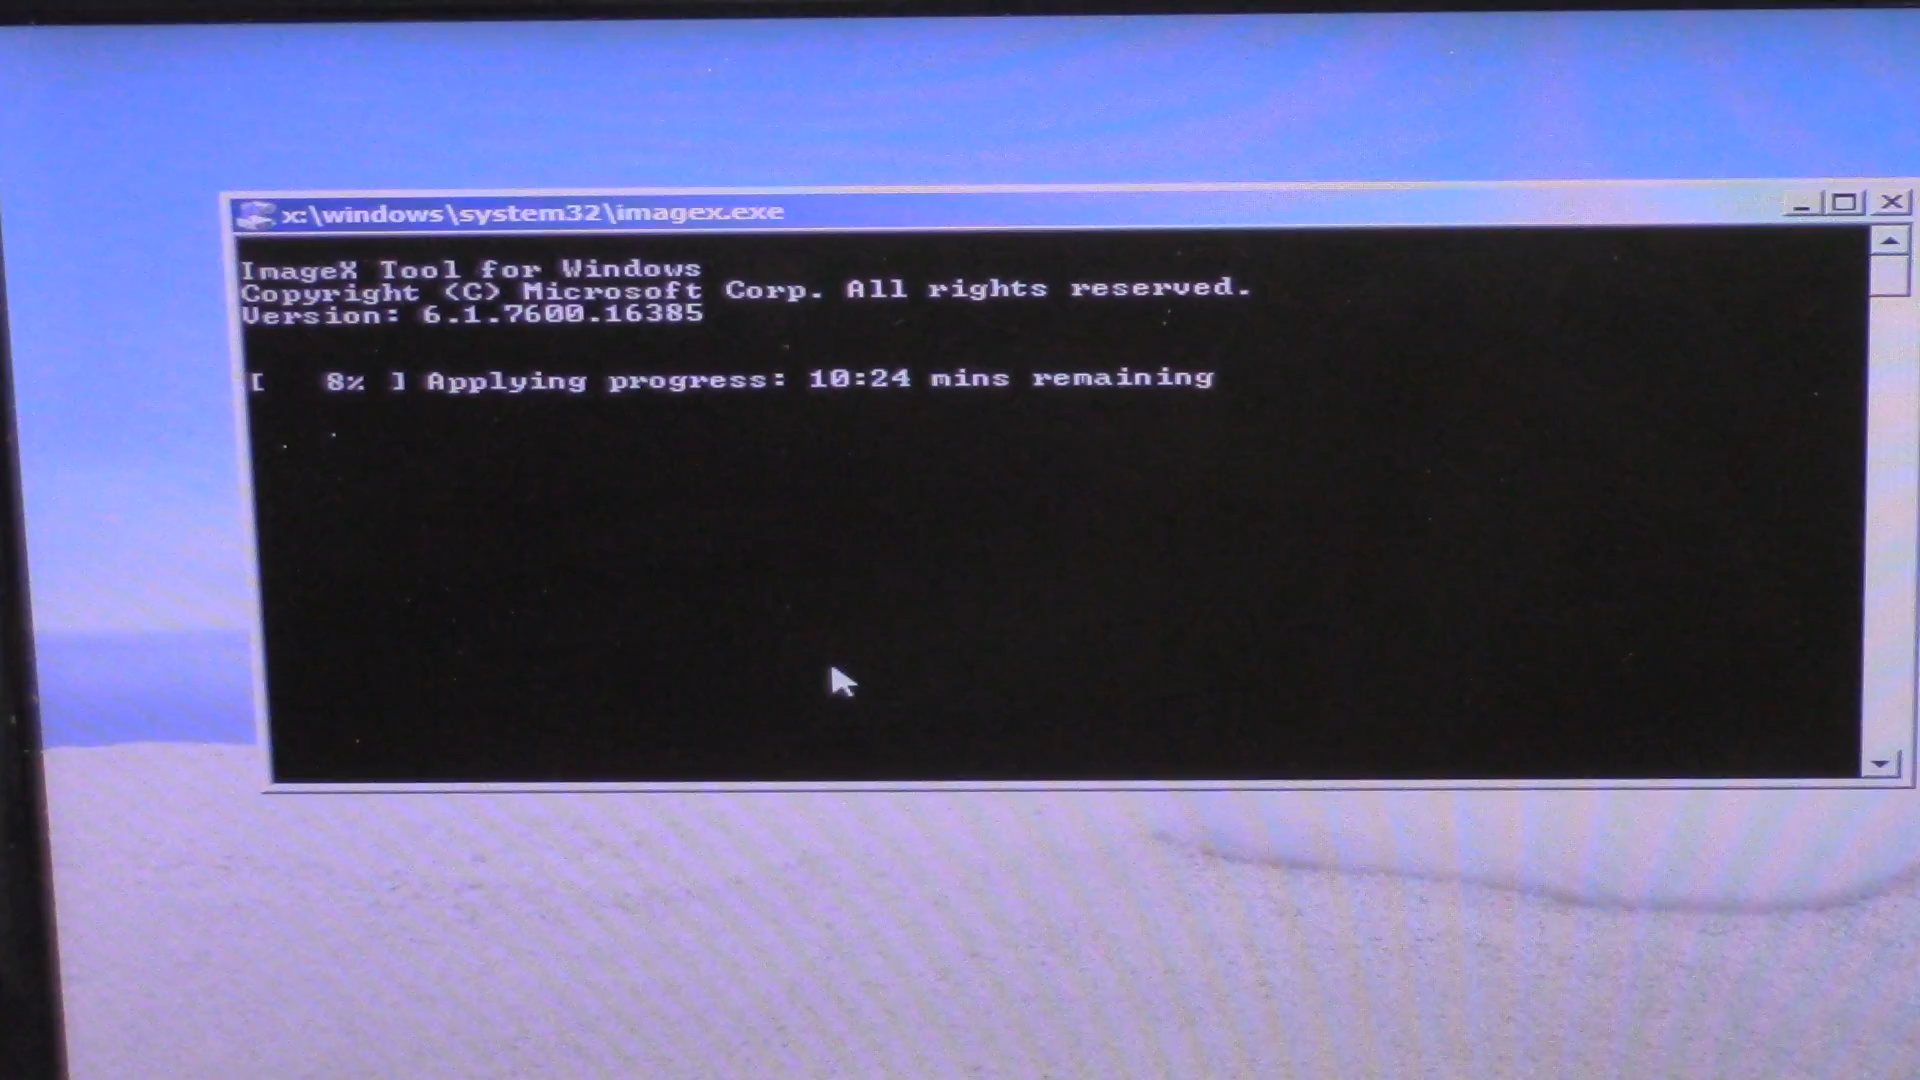 x:\windows\system32\imagex.exe
ImageX Tool for Windows
Copyright (C) Microsoft Corp. All rights reserved.
Version: 6.1.7600.16385
[   8% ] Applying progress: 10:24 mins remaining